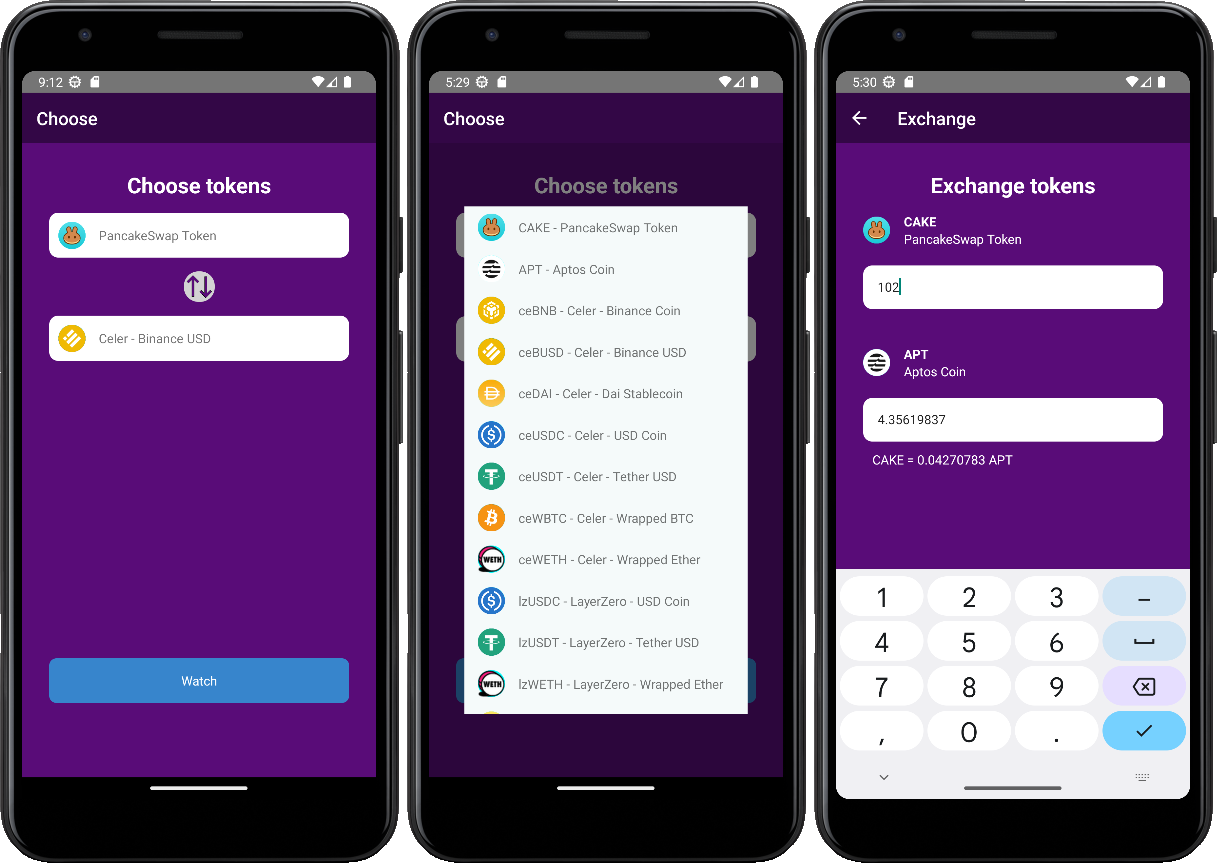 9:12
Choose
Choose tokens
PancakeSwap Token
Celer - Binance USD
Watch
5:29
Choose
Choose tokens
CAKE - PancakeSwap Token
APT - Aptos Coin
ceBNB - Celer - Binance Coin
ceBUSD - Celer - Binance USD
ceDAI - Celer - Dai Stablecoin
ceUSDC - Celer - USD Coin
ceUSDT - Celer - Tether USD
ceWBTC - Celer - Wrapped BTC
WETH ceWETH - Celer - Wrapped Ether
lzUSDC - LayerZero - USD Coin
lzUSDT - LayerZero - Tether USD
WETH lzWETH - LayerZero - Wrapped Ether
5:30
Exchange
Exchange tokens
CAKE
PancakeSwap Token
102
APT
Aptos Coin
4.35619837
CAKE = 0.04270783 APT
1 2 3 –
4 5 6
7 8 9
, 0 .